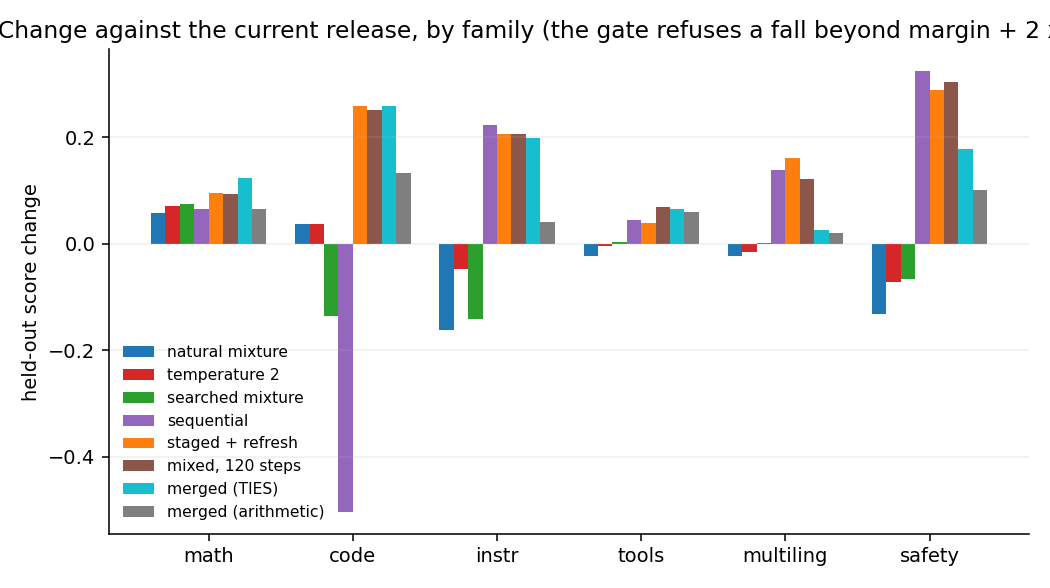 Change against the current release, by family (the gate refuses a fall beyond margin + 2
held-out score change
0.2
0.0
−0.2
−0.4
natural mixture
temperature 2
searched mixture
sequential
staged + refresh
mixed, 120 steps
merged (TIES)
merged (arithmetic)
math code instr tools multiling safety